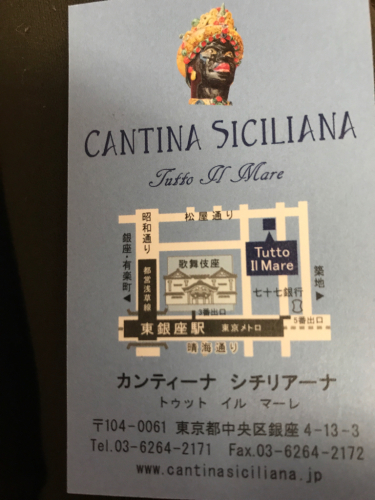 CANTINA SICILIANA
Tutto Il Mare
松屋通り
昭和通り
銀座・有楽町
都営浅草線
歌舞伎座
Tutto
Il Mare
築地
七十七銀行
3番出口
5番出口
東銀座駅 東京メトロ
晴海通り
カンティーナ シチリアーナ
トゥット イル マーレ
〒104-0061 東京都中央区銀座4-13-3
Tel.03-6264-2171 Fax.03-6264-2172
www.cantinasiciliana.jp